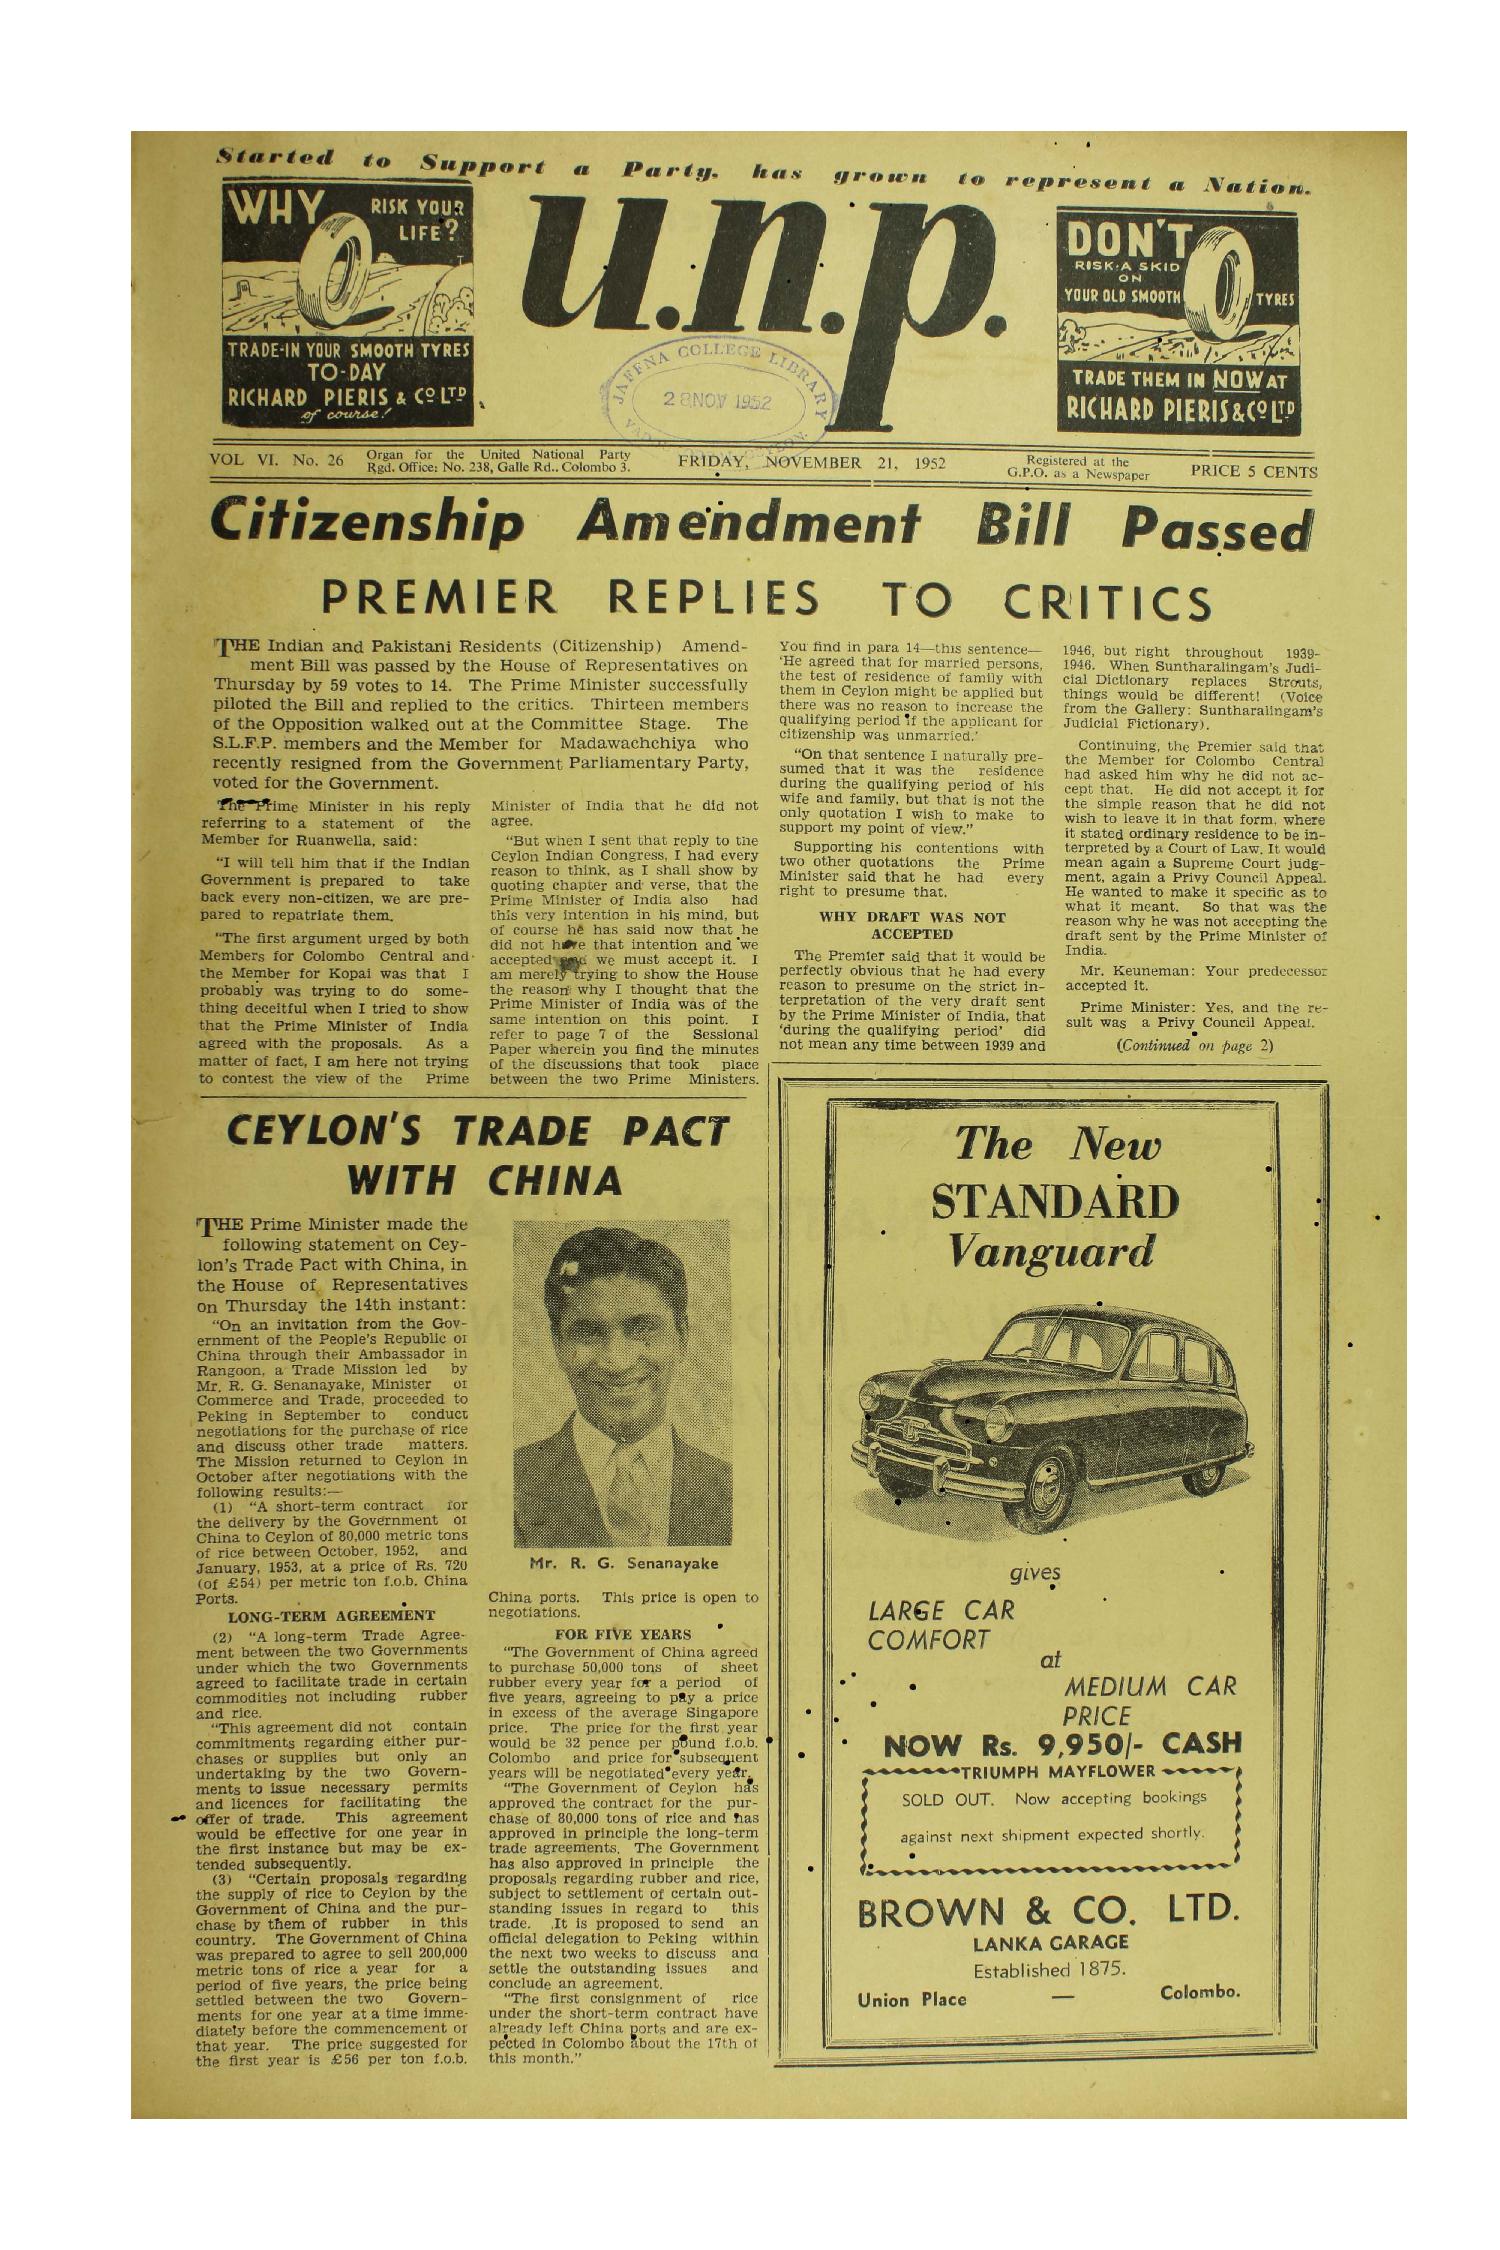 Started to Support a Party, has grown to represent a Nation.
WHY RISK YOUR
LIFE?
TRADE-IN YOUR SMOOTH TYRES
TO-DAY
RICHARD PIERIS & Co LTD
of course!
u.n.p.
JAFFNA COLLEGE LIBRARY
28 NOV 1952
DON'T
RISK A SKID
ON
YOUR OLD SMOOTH TYRES
TRADE THEM IN NOW AT
RICHARD PIERIS & Co LTD
VOL VI. No. 26
Organ for the United National Party
Rgd. Office: No. 238, Galle Rd., Colombo 3.
FRIDAY, NOVEMBER 21, 1952
Registered at the
G.P.O. as a Newspaper
PRICE 5 CENTS
Citizenship Amendment Bill Passed
PREMIER REPLIES TO CRITICS
THE Indian and Pakistani Residents (Citizenship) Amend-
ment Bill was passed by the House of Representatives on
Thursday by 59 votes to 14. The Prime Minister successfully
piloted the Bill and replied to the critics. Thirteen members
of the Opposition walked out at the Committee Stage. The
S.L.F.P. members and the Member for Madawachchiya who
recently resigned from the Government Parliamentary Party,
voted for the Government.
The Prime Minister in his reply
referring to a statement of the
Member for Ruanwella, said:
"I will tell him that if the Indian
Government is prepared to take
back every non-citizen, we are pre-
pared to repatriate them.
"The first argument urged by both
Members for Colombo Central and
the Member for Kopai was that I
probably was trying to do some-
thing deceitful when I tried to show
that the Prime Minister of India
agreed with the proposals. As a
matter of fact, I am here not trying
to contest the view of the Prime
Minister of India that he did not
agree.
"But when I sent that reply to the
Ceylon Indian Congress, I had every
reason to think, as I shall show by
quoting chapter and verse, that the
Prime Minister of India also had
this very intention in his mind, but
of course he has said now that he
did not have that intention and we
accepted and we must accept it. I
am merely trying to show the House
the reason why I thought that the
Prime Minister of India was of the
same intention on this point. I
refer to page 7 of the Sessional
Paper wherein you find the minutes
of the discussions that took place
between the two Prime Ministers.
You find in para 14—this sentence—
'He agreed that for married persons,
the test of residence of family with
them in Ceylon might be applied but
there was no reason to increase the
qualifying period if the applicant for
citizenship was unmarried.'
"On that sentence I naturally pre-
sumed that it was the residence
during the qualifying period of his
wife and family, but that is not the
only quotation I wish to make to
support my point of view."
Supporting his contentions with
two other quotations the Prime
Minister said that he had every
right to presume that.
WHY DRAFT WAS NOT
ACCEPTED
The Premier said that it would be
perfectly obvious that he had every
reason to presume on the strict in-
terpretation of the very draft sent
by the Prime Minister of India, that
'during the qualifying period' did
not mean any time between 1939 and
1946, but right throughout 1939-
1946. When Suntharalingam's Judi-
cial Dictionary replaces Strouts,
things would be different! (Voice
from the Gallery: Suntharalingam's
Judicial Fictionary).
Continuing, the Premier said that
the Member for Colombo Central
had asked him why he did not ac-
cept that. He did not accept it for
the simple reason that he did not
wish to leave it in that form, where
it stated ordinary residence to be in-
terpreted by a Court of Law. It would
mean again a Supreme Court judg-
ment, again a Privy Council Appeal.
He wanted to make it specific as to
what it meant. So that was the
reason why he was not accepting the
draft sent by the Prime Minister of
India.
Mr. Keuneman: Your predecessor
accepted it.
Prime Minister: Yes, and the re-
sult was a Privy Council Appeal.
(Continued on page 2)
CEYLON'S TRADE PACT
WITH CHINA
THE Prime Minister made the
following statement on Cey-
lon's Trade Pact with China, in
the House of Representatives
on Thursday the 14th instant:
"On an invitation from the Gov-
ernment of the People's Republic of
China through their Ambassador in
Rangoon, a Trade Mission led by
Mr. R. G. Senanayake, Minister of
Commerce and Trade, proceeded to
Peking in September to conduct
negotiations for the purchase of rice
and discuss other trade matters.
The Mission returned to Ceylon in
October after negotiations with the
following results:—
(1) "A short-term contract for
the delivery by the Government of
China to Ceylon of 80,000 metric tons
of rice between October, 1952, and
January, 1953, at a price of Rs. 720
(of £54) per metric ton f.o.b. China
Ports.
LONG-TERM AGREEMENT
(2) "A long-term Trade Agree-
ment between the two Governments
under which the two Governments
agreed to facilitate trade in certain
commodities not including rubber
and rice.
"This agreement did not contain
commitments regarding either pur-
chases or supplies but only an
undertaking by the two Govern-
ments to issue necessary permits
and licences for facilitating the
offer of trade. This agreement
would be effective for one year in
the first instance but may be ex-
tended subsequently.
(3) "Certain proposals regarding
the supply of rice to Ceylon by the
Government of China and the pur-
chase by them of rubber in this
country. The Government of China
was prepared to agree to sell 200,000
metric tons of rice a year for a
period of five years, the price being
settled between the two Govern-
ments for one year at a time imme-
diately before the commencement of
that year. The price suggested for
the first year is £56 per ton f.o.b.
Mr. R. G. Senanayake
China ports. This price is open to
negotiations.
FOR FIVE YEARS
"The Government of China agreed
to purchase 50,000 tons of sheet
rubber every year for a period of
five years, agreeing to pay a price
in excess of the average Singapore
price. The price for the first year
would be 32 pence per pound f.o.b.
Colombo and price for subsequent
years will be negotiated every year.
"The Government of Ceylon has
approved the contract for the pur-
chase of 80,000 tons of rice and has
approved in principle the long-term
trade agreements. The Government
has also approved in principle the
proposals regarding rubber and rice,
subject to settlement of certain out-
standing issues in regard to this
trade. It is proposed to send an
official delegation to Peking within
the next two weeks to discuss and
settle the outstanding issues and
conclude an agreement.
"The first consignment of rice
under the short-term contract have
already left China ports and are ex-
pected in Colombo about the 17th of
this month."
The New
STANDARD
Vanguard
gives
LARGE CAR
COMFORT
at
MEDIUM CAR
PRICE
NOW Rs. 9,950/- CASH
TRIUMPH MAYFLOWER
SOLD OUT. Now accepting bookings
against next shipment expected shortly.
BROWN & CO. LTD.
LANKA GARAGE
Established 1875.
Union Place — Colombo.